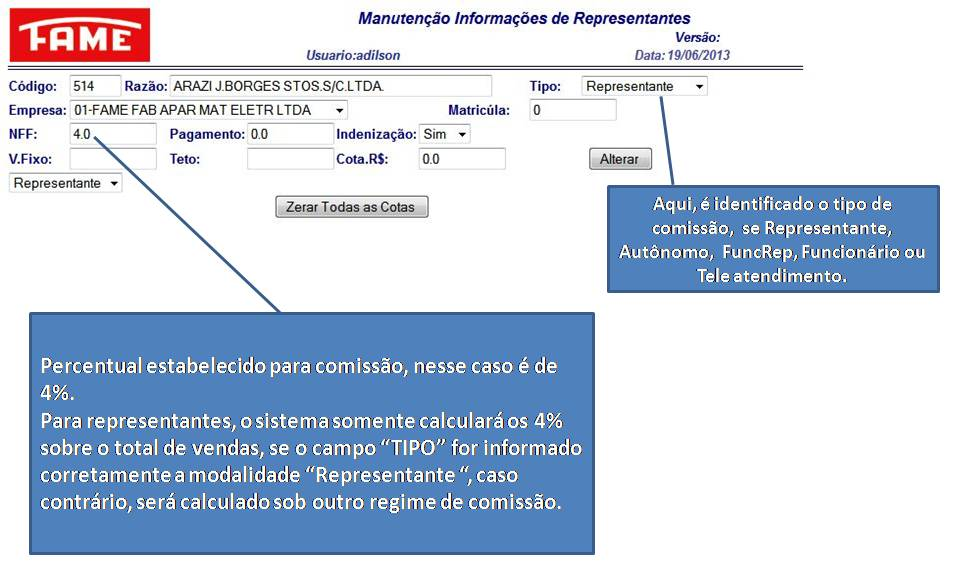 FAME
Manutenção Informações de Representantes
Versão:
Usuario:adilson
Data: 19/06/2013
Código: 514 Razão: ARAZI J.BORGES STOS.S/C.LTDA. Tipo: Representante
Empresa: 01-FAME FAB APAR MAT ELETR LTDA Matricúla: 0
NFF: 4.0 Pagamento: 0.0 Indenização: Sim
V.Fixo: Teto: Cota.R$: 0.0 Alterar
Representante
Zerar Todas as Cotas
Aqui, é identificado o tipo de
comissão, se Representante,
Autônomo, FuncRep, Funcionário ou
Tele atendimento.
Percentual estabelecido para comissão, nesse caso é de
4%.
Para representantes, o sistema somente calculará os 4%
sobre o total de vendas, se o campo “TIPO” for informado
corretamente a modalidade “Representante “, caso
contrário, será calculado sob outro regime de comissão.